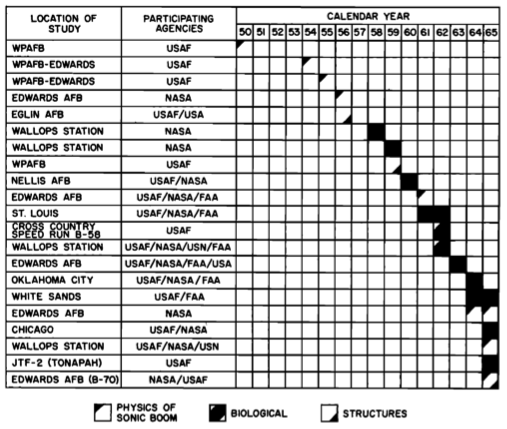 LOCATION OF STUDY PARTICIPATING AGENCIES CALENDAR YEAR
50 51 52 53 54 55 56 57 58 59 60 61 62 63 64 65
WPAFB USAF
WPAFB-EDWARDS USAF
WPAFB-EDWARDS USAF
EDWARDS AFB NASA
EGLIN AFB USAF/USA
WALLOPS STATION NASA
WALLOPS STATION NASA
WPAFB USAF
NELLIS AFB USAF/NASA
EDWARDS AFB USAF/NASA/FAA
ST. LOUIS USAF/NASA/FAA
CROSS COUNTRY SPEED RUN B-58 USAF
WALLOPS STATION USAF/NASA/USN/FAA
EDWARDS AFB USAF/NASA/FAA/USA
OKLAHOMA CITY USAF/NASA/FAA
WHITE SANDS USAF/FAA
EDWARDS AFB NASA
CHICAGO USAF/NASA
WALLOPS STATION USAF/NASA/USN
JTF-2 (TONAPAH) USAF
EDWARDS AFB (B-70) NASA/USAF
PHYSICS OF SONIC BOOM BIOLOGICAL STRUCTURES